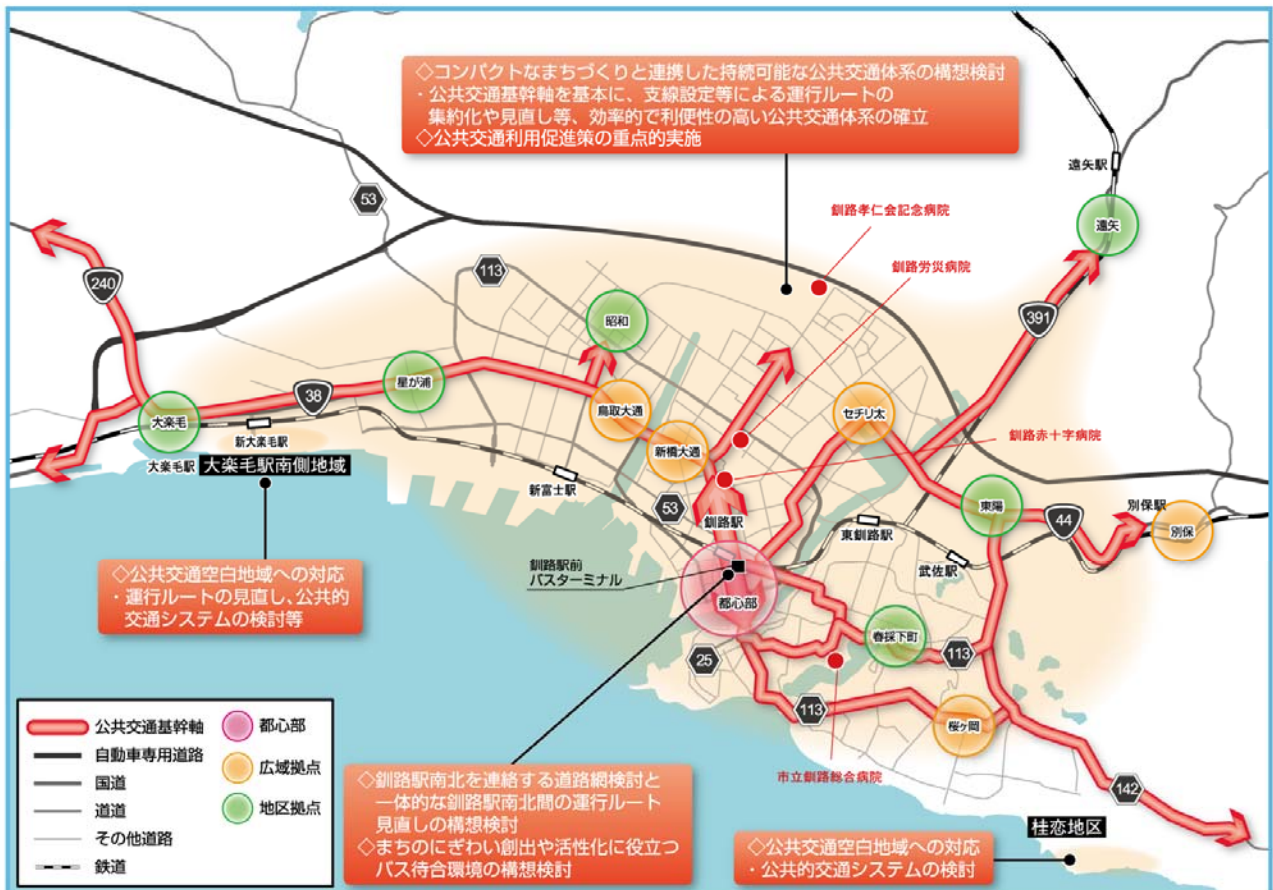 ◇コンパクトなまちづくりと連携した持続可能な公共交通体系の構想検討
・公共交通基幹軸を基本に、支線設定等による運行ルートの
集約化や見直し等、効率的で利便性の高い公共交通体系の確立
◇公共交通利用促進策の重点的実施
遠矢駅
53
釧路孝仁会記念病院
遠矢
240
113
釧路労災病院
昭和
391
星が浦
38
鳥取大通
セチリ太
大楽毛
新大楽毛駅
新橋大通
釧路赤十字病院
大楽毛駅
大楽毛駅南側地域
新富士駅
53
釧路駅
東陽
別保駅
44
別保
東釧路駅
武佐駅
釧路駅前
バスターミナル
都心部
◇公共交通空白地域への対応
・運行ルートの見直し、公共的
交通システムの検討等
春採下町
113
25
113
桜ヶ岡
市立釧路総合病院
142
桂恋地区
公共交通基幹軸
自動車専用道路
国道
道道
その他道路
鉄道
都心部
広域拠点
地区拠点
◇釧路駅南北を連絡する道路網検討と
一体的な釧路駅南北間の運行ルート
見直しの構想検討
◇まちのにぎわい創出や活性化に役立つ
バス待合環境の構想検討
◇公共交通空白地域への対応
・公共的交通システムの検討